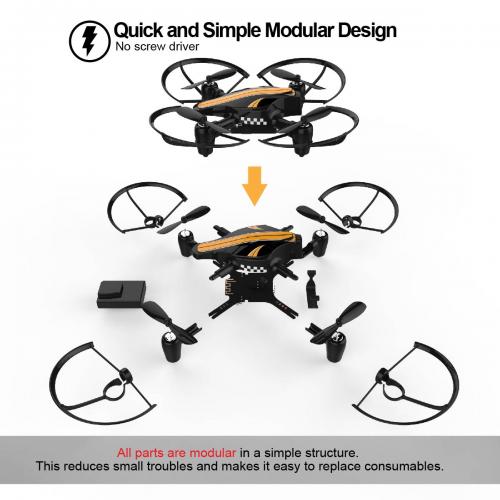 Quick and Simple Modular Design
No screw driver
All parts are modular in a simple structure.
This reduces small troubles and makes it easy to replace consumables.